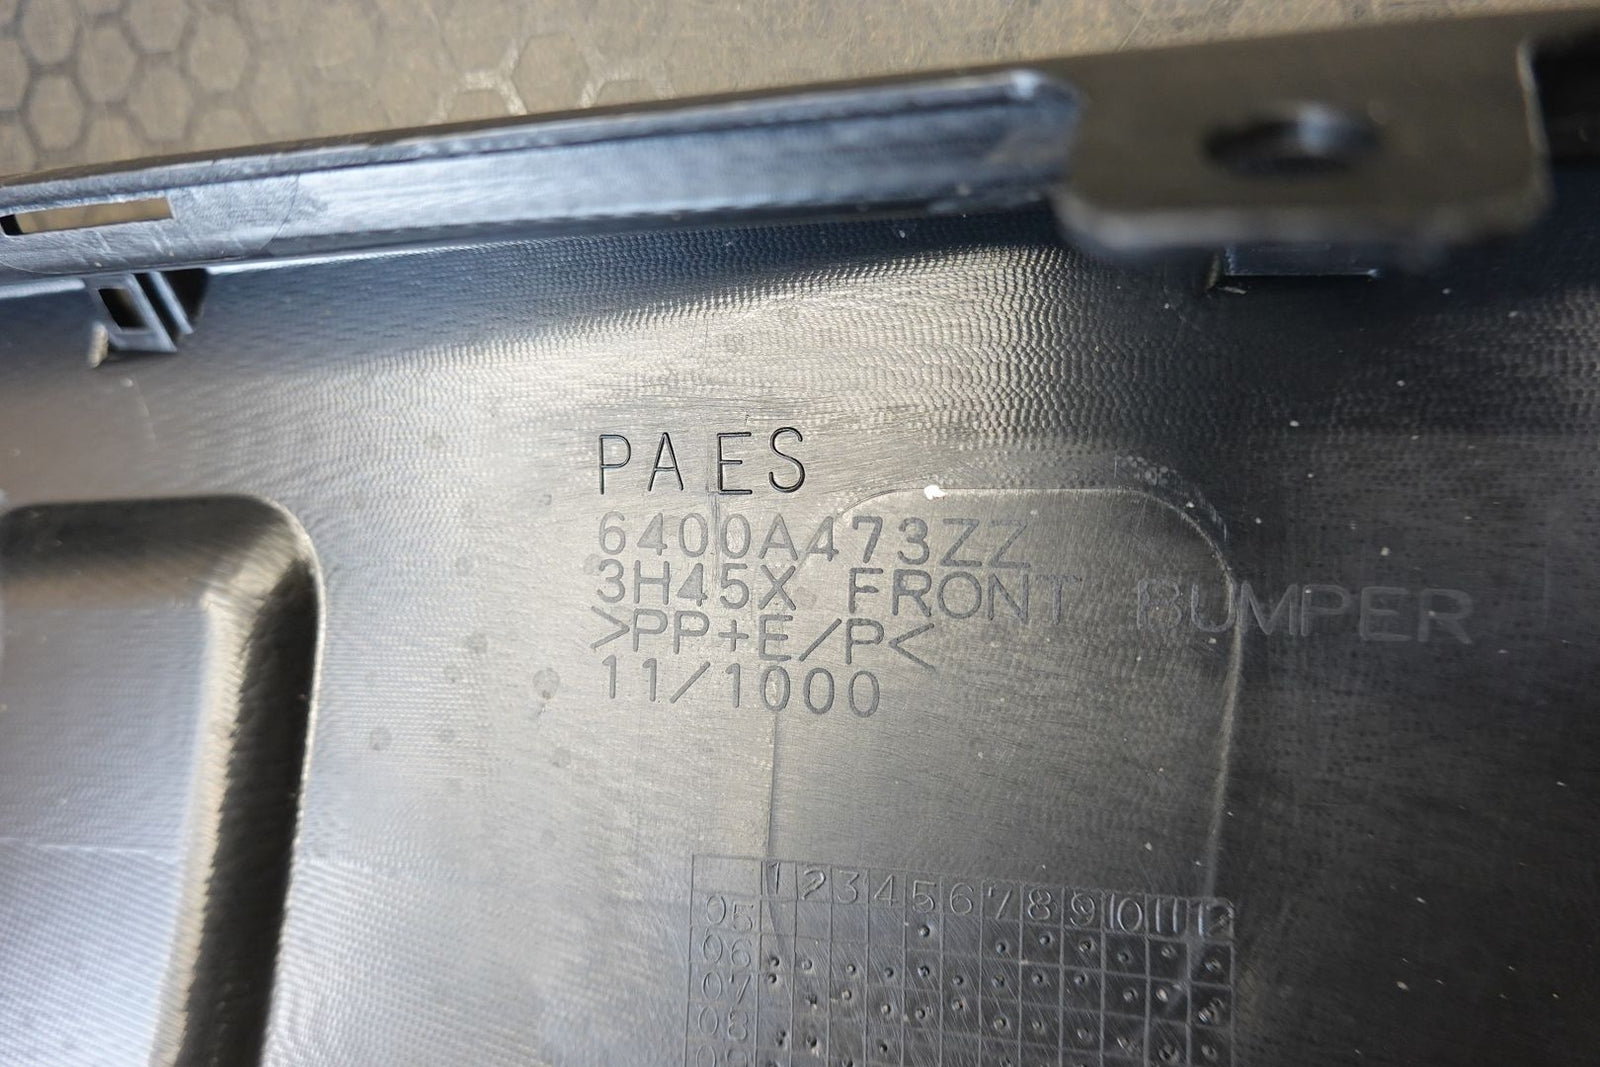 PAES
6400A473ZZ
3H45X FRONT BUMPER
>PP+E/P<
11/1000
1 2 3 4 5 6 7 8 9 10 11 12
05
06
07
08